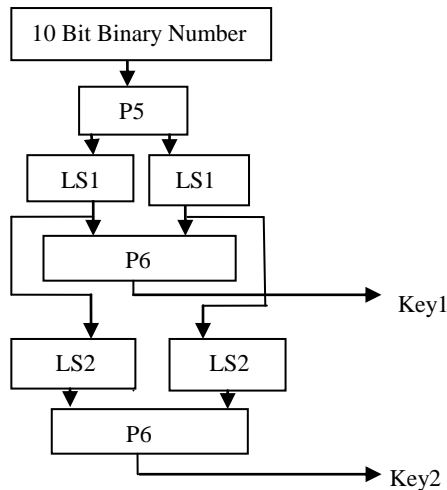 10 Bit Binary Number
P5
LS1 LS1
P6
Key1
LS2 LS2
P6
Key2